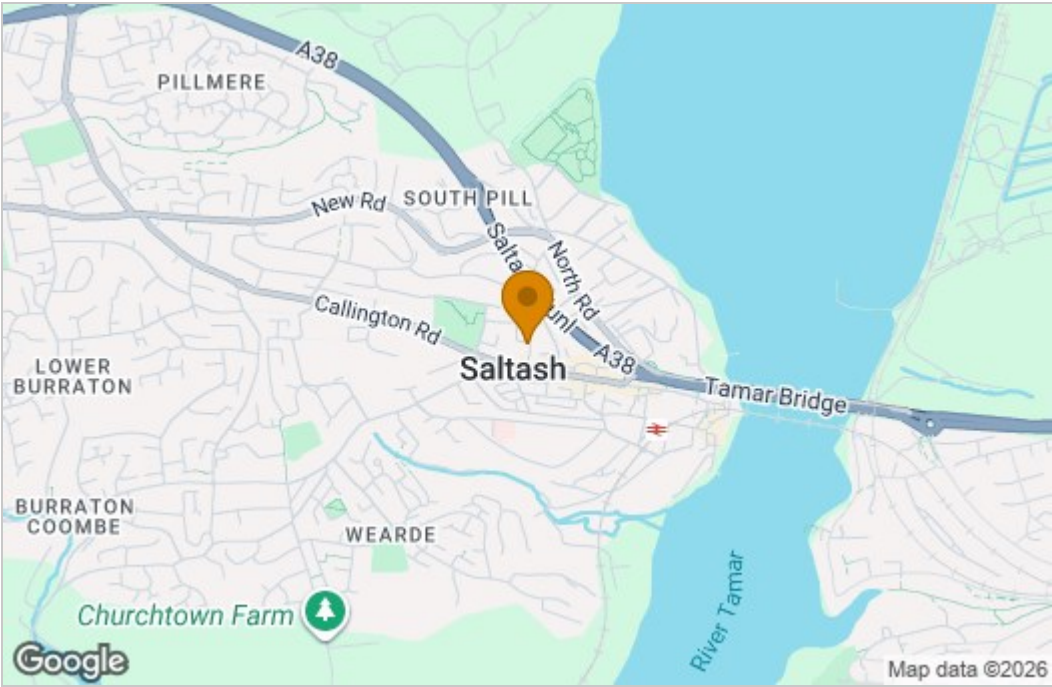 A38
PILLMERE
New Rd
SOUTH PILL
North Rd
Callington Rd
A38
Saltash
LOWER
BURRATON
Tamar Bridge
BURRATON
COOMBE
WEARDE
Churchtown Farm
River Tamar
Google
Map data ©2026